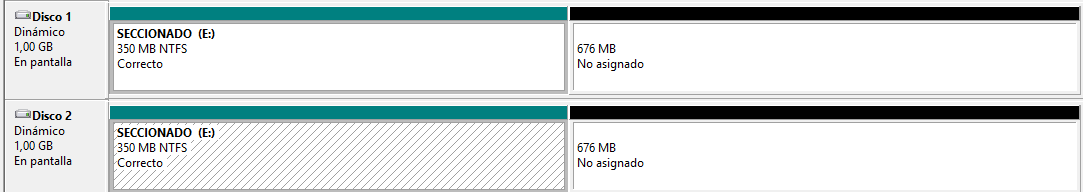 Disco 1
Dinámico
1,00 GB
En pantalla
SECCIONADO (E:)
350 MB NTFS
Correcto
676 MB
No asignado
Disco 2
Dinámico
1,00 GB
En pantalla
SECCIONADO (E:)
350 MB NTFS
Correcto
676 MB
No asignado